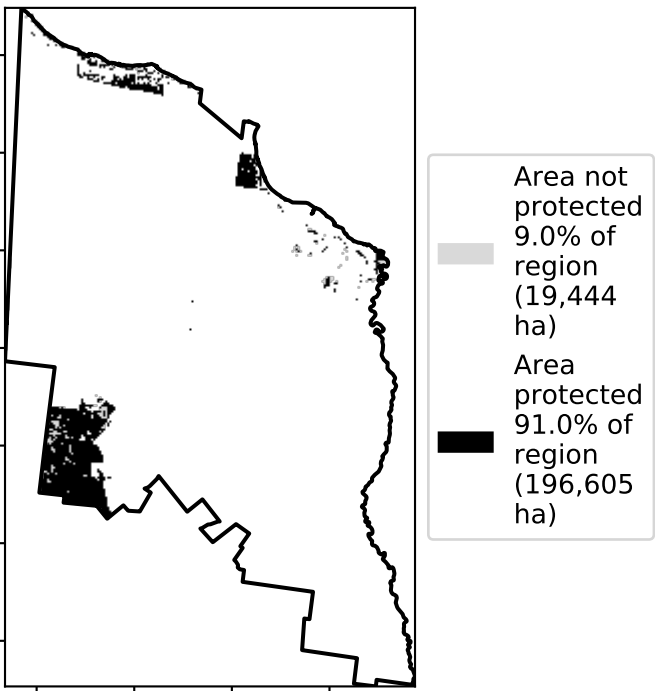 Area not
protected
9.0% of
region
(19,444
ha)
Area
protected
91.0% of
region
(196,605
ha)